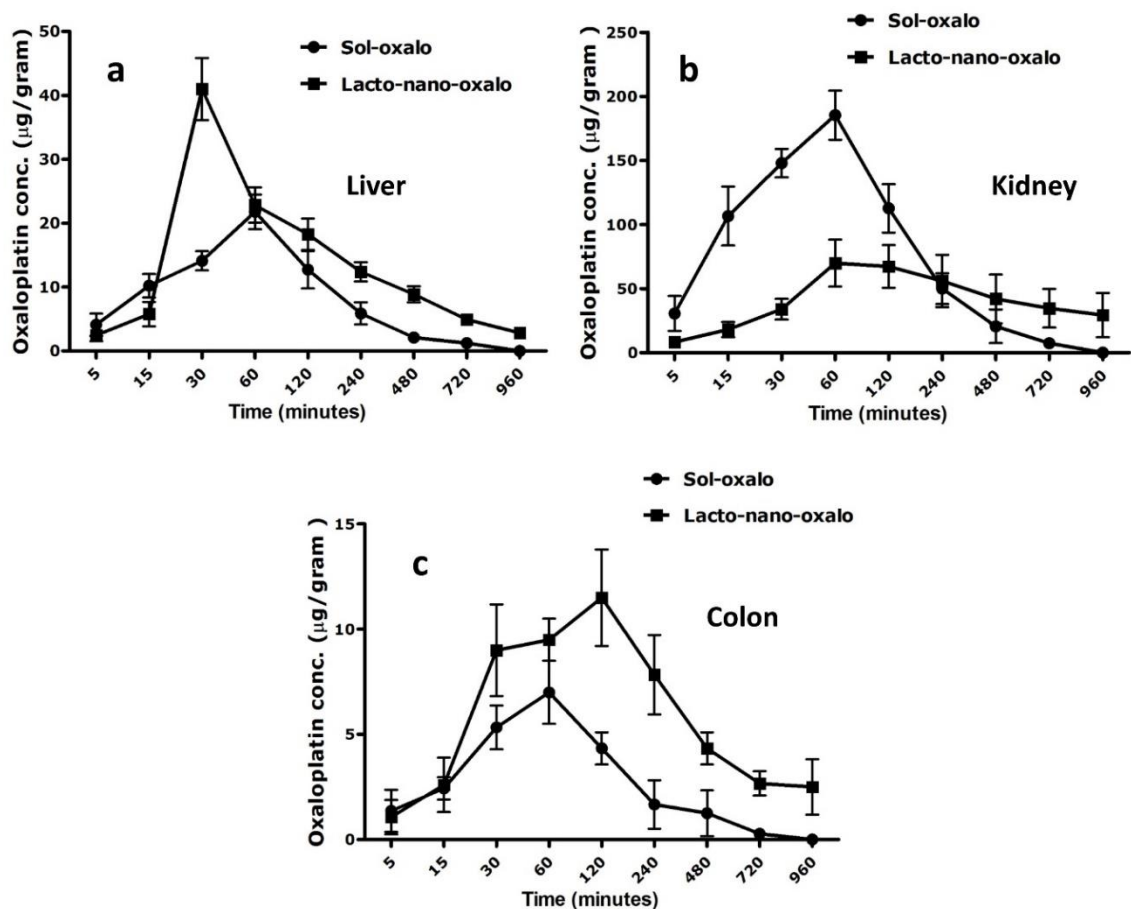 a
Sol-oxalo
Lacto-nano-oxalo
Liver
Oxaloplatin conc. (µg/gram )
50
40
30
20
10
0
5 15 30 60 120 240 480 720 960
Time (minutes)
b
Sol-oxalo
Lacto-nano-oxalo
Kidney
Oxaloplatin conc. (µg/gram )
250
200
150
100
50
0
5 15 30 60 120 240 480 720 960
Time (minutes)
Sol-oxalo
Lacto-nano-oxalo
c
Colon
Oxaloplatin conc. (µg/gram )
15
10
5
0
5 15 30 60 120 240 480 720 960
Time (minutes)